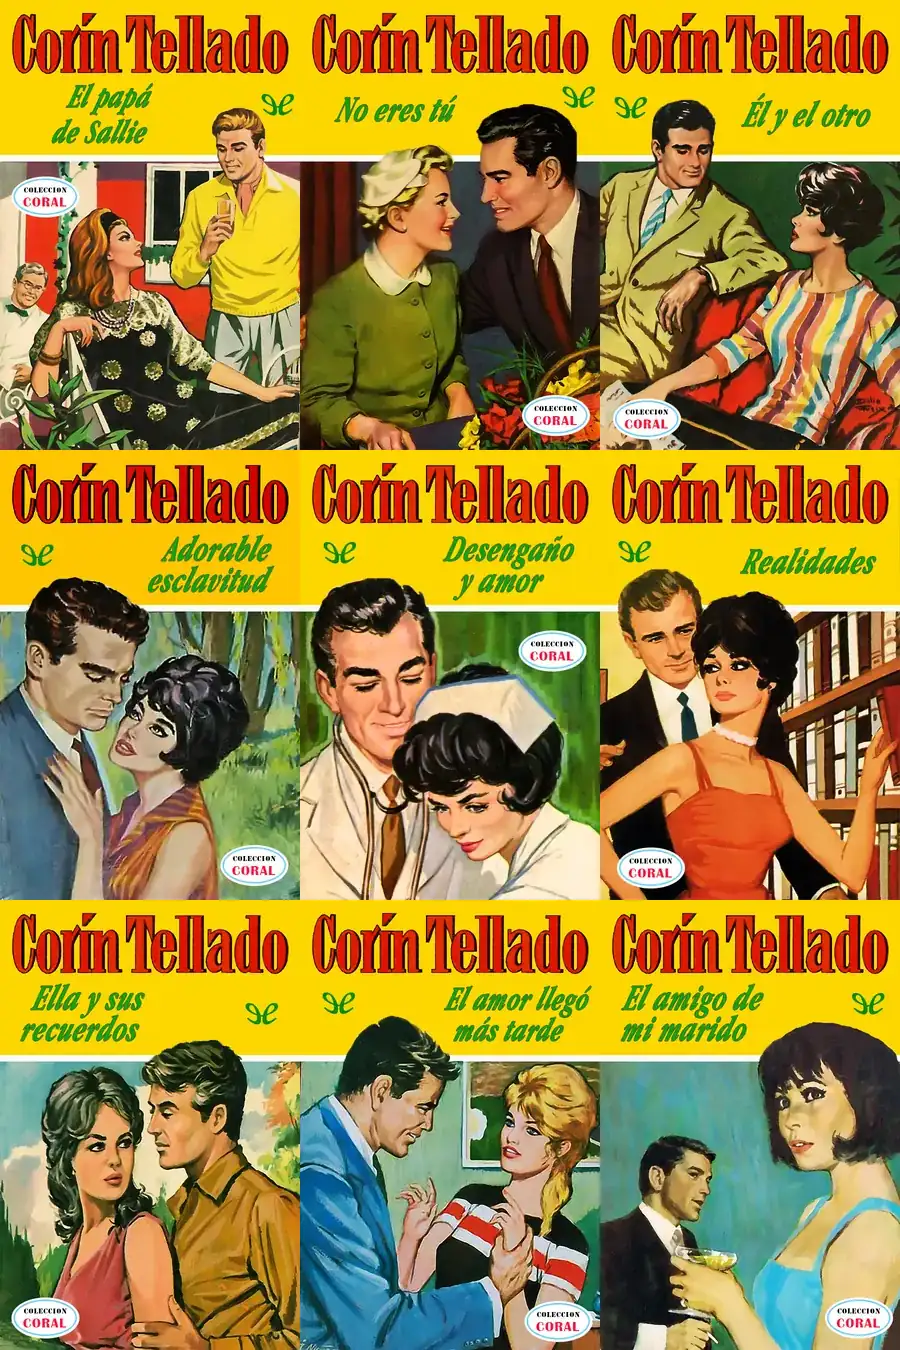 Corín Tellado
El papá
de Sallie
COLECCION
CORAL
Corín Tellado
No eres tú
COLECCION
CORAL
Corín Tellado
Él y el otro
COLECCION
CORAL
Corín Tellado
Adorable
esclavitud
COLECCION
CORAL
Corín Tellado
Desengaño
y amor
COLECCION
CORAL
Corín Tellado
Realidades
COLECCION
CORAL
Corín Tellado
Ella y sus
recuerdos
COLECCION
CORAL
Corín Tellado
El amor llegó
más tarde
COLECCION
CORAL
Corín Tellado
El amigo de
mi marido
COLECCION
CORAL